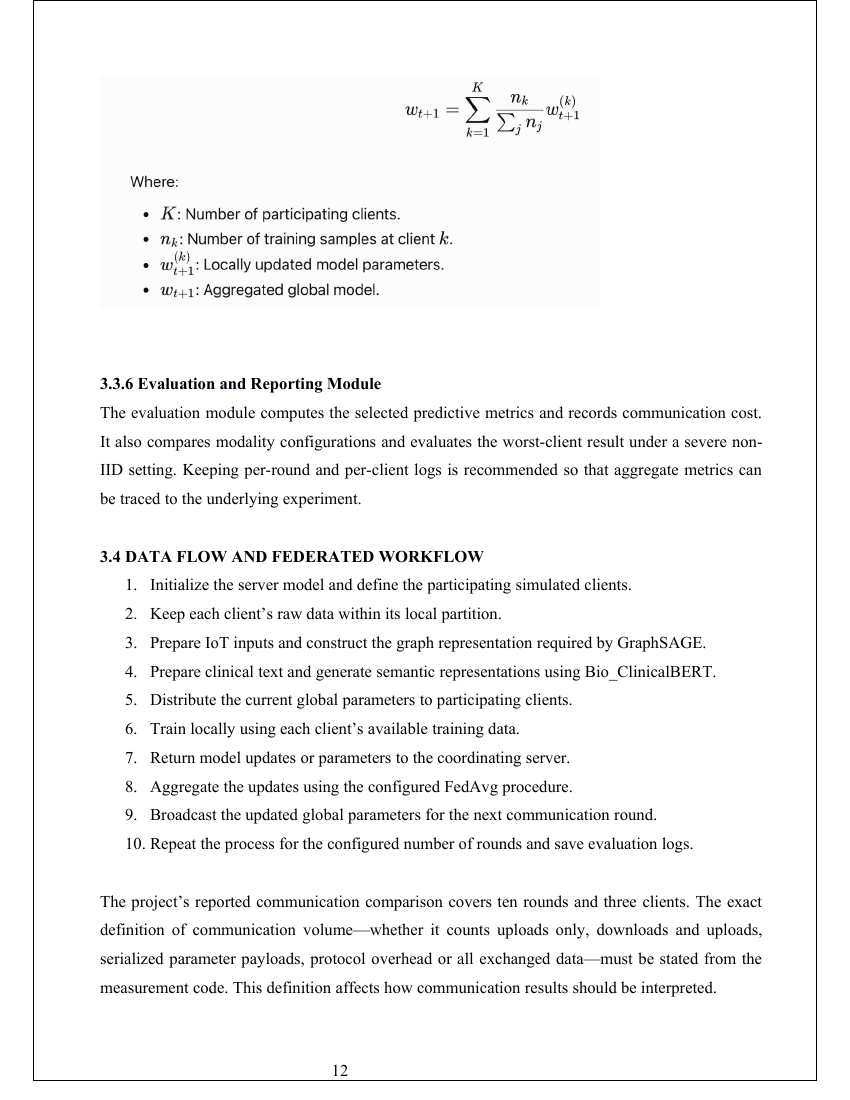 w_{t+1} = \sum_{k=1}^{K} \frac{n_k}{\sum_j n_j} w_{t+1}^{(k)}
Where:
• K: Number of participating clients.
• n_k: Number of training samples at client k.
• w_{t+1}^{(k)}: Locally updated model parameters.
• w_{t+1}: Aggregated global model.
3.3.6 Evaluation and Reporting Module
The evaluation module computes the selected predictive metrics and records communication cost.
It also compares modality configurations and evaluates the worst-client result under a severe non-
IID setting. Keeping per-round and per-client logs is recommended so that aggregate metrics can
be traced to the underlying experiment.
3.4 DATA FLOW AND FEDERATED WORKFLOW
1. Initialize the server model and define the participating simulated clients.
2. Keep each client’s raw data within its local partition.
3. Prepare IoT inputs and construct the graph representation required by GraphSAGE.
4. Prepare clinical text and generate semantic representations using Bio_ClinicalBERT.
5. Distribute the current global parameters to participating clients.
6. Train locally using each client’s available training data.
7. Return model updates or parameters to the coordinating server.
8. Aggregate the updates using the configured FedAvg procedure.
9. Broadcast the updated global parameters for the next communication round.
10. Repeat the process for the configured number of rounds and save evaluation logs.
The project’s reported communication comparison covers ten rounds and three clients. The exact
definition of communication volume—whether it counts uploads only, downloads and uploads,
serialized parameter payloads, protocol overhead or all exchanged data—must be stated from the
measurement code. This definition affects how communication results should be interpreted.
12